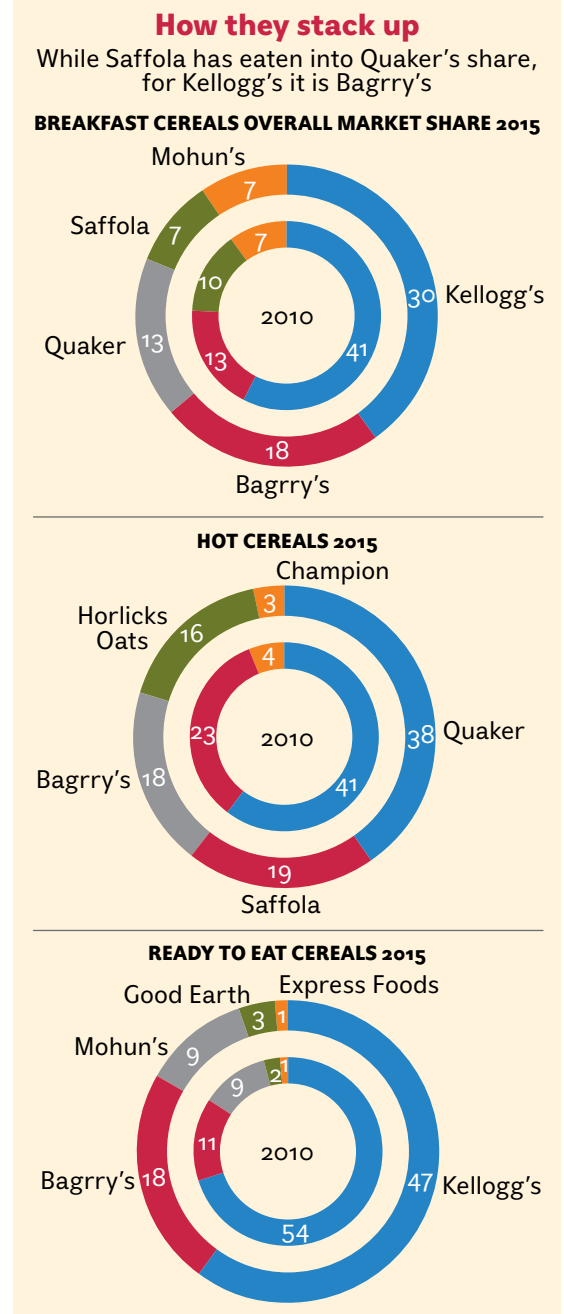 How they stack up
While Saffola has eaten into Quaker's share,
for Kellogg's it is Bagrry's
BREAKFAST CEREALS OVERALL MARKET SHARE 2015
Mohun's
7
Saffola
7
7
10
30 Kellogg's
2010
Quaker 13
13
41
18
Bagrry's
HOT CEREALS 2015
Champion
3
Horlicks
Oats
16
4
23
2010
38 Quaker
Bagrry's 18
41
19
Saffola
READY TO EAT CEREALS 2015
Good Earth
Express Foods
3
1
Mohun's
9
9
2
1
11
2010
Bagrry's 18
47 Kellogg's
54